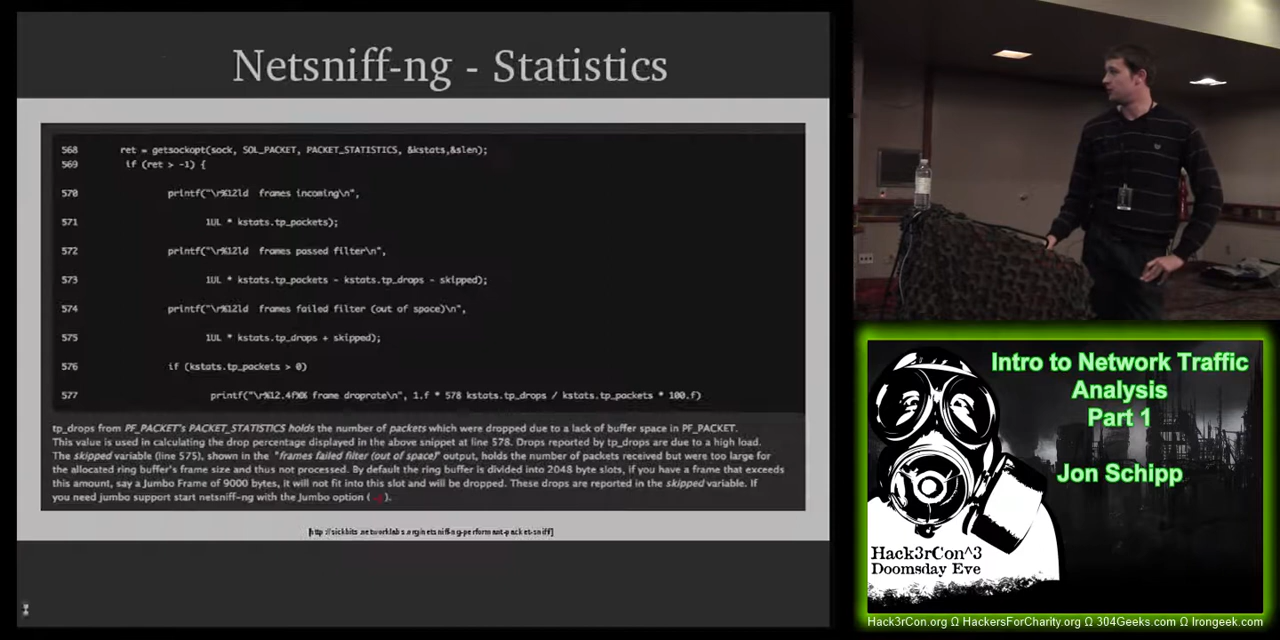 Netsniff-ng - Statistics
568 ret = getsockopt(sock, SOL_PACKET, PACKET_STATISTICS, &kstats,&slen);
569 if (ret > -1) {
570 printf("\r%12ld frames incoming\n",
571 1UL * kstats.tp_packets);
572 printf("\r%12ld frames passed filter\n",
573 1UL * kstats.tp_packets - kstats.tp_drops - skipped);
574 printf("\r%12ld frames failed filter (out of space)\n",
575 1UL * kstats.tp_drops + skipped);
576 if (kstats.tp_packets > 0)
577 printf("\r%12.4f%% frame droprate\n", 1.f * 578 kstats.tp_drops / kstats.tp_packets * 100.f)
tp_drops from PF_PACKET's PACKET_STATISTICS holds the number of packets which were dropped due to a lack of buffer space in PF_PACKET.
This value is used in calculating the drop percentage displayed in the above snippet at line 578. Drops reported by tp_drops are due to a high load.
The skipped variable (line 575), shown in the "frames failed filter (out of space)" output, holds the number of packets received but were too large for
the allocated ring buffer's frame size and thus not processed. By default the ring buffer is divided into 2048 byte slots, if you have a frame that exceeds
this amount, say a Jumbo Frame of 9000 bytes, it will not fit into this slot and will be dropped. These drops are reported in the skipped variable. If
you need jumbo support start netsniff-ng with the Jumbo option ( ).
[http://sickbits.networklabs.org/netsniff-ng-performant-packet-sniff]
Intro to Network Traffic
Analysis
Part 1
Jon Schipp
Hack3rCon^3
Doomsday Eve
Hack3rCon.org Ω HackersForCharity.org Ω 304Geeks.com Ω Irongeek.com